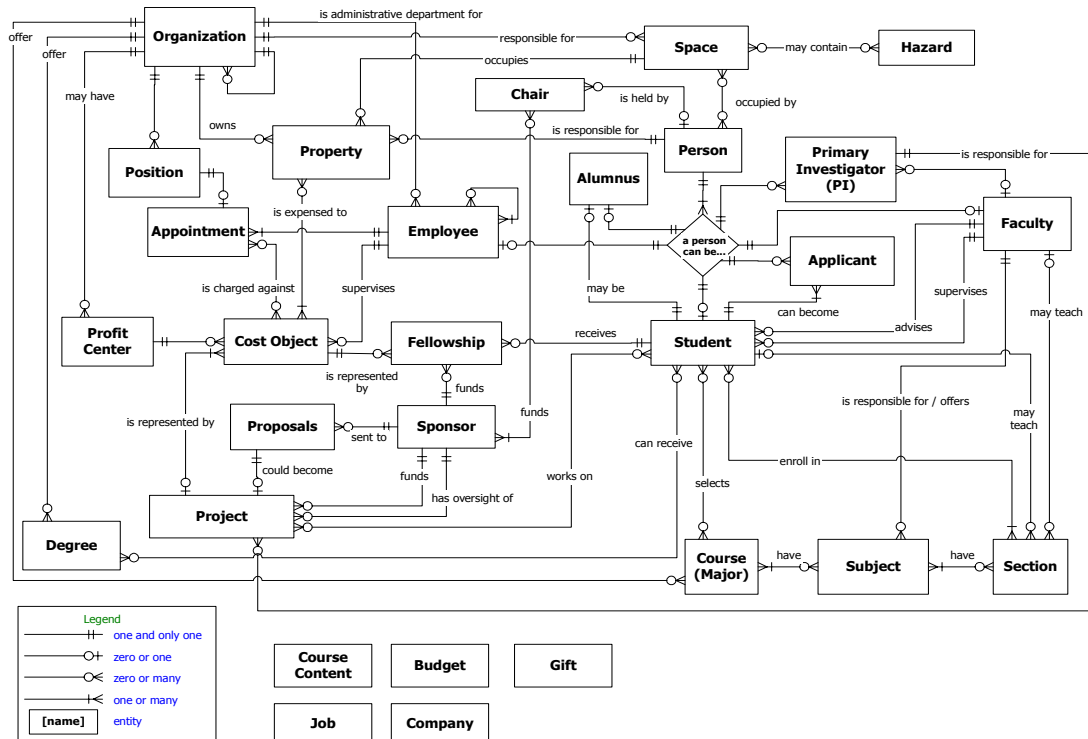 offer
is administrative department for
Organization
offer
responsible for
Space
may contain
Hazard
occupies
may have
Chair
is held by
occupied by
owns
Property
is responsible for
Person
Primary
Investigator
(PI)
is responsible for
Position
Alumnus
is expensed to
Faculty
Appointment
Employee
a person
can be...
Applicant
is charged against
supervises
may be
can become
supervises
may teach
advises
Profit
Center
Cost Object
Fellowship
receives
Student
is represented
by
funds
is represented by
Proposals
sent to
Sponsor
funds
can receive
is responsible for / offers
may
teach
could become
funds
has oversight of
works on
selects
enroll in
Project
Degree
Course
(Major)
have
Subject
have
Section
Legend
one and only one
zero or one
zero or many
one or many
[name]
entity
Course
Content
Budget
Gift
Job
Company